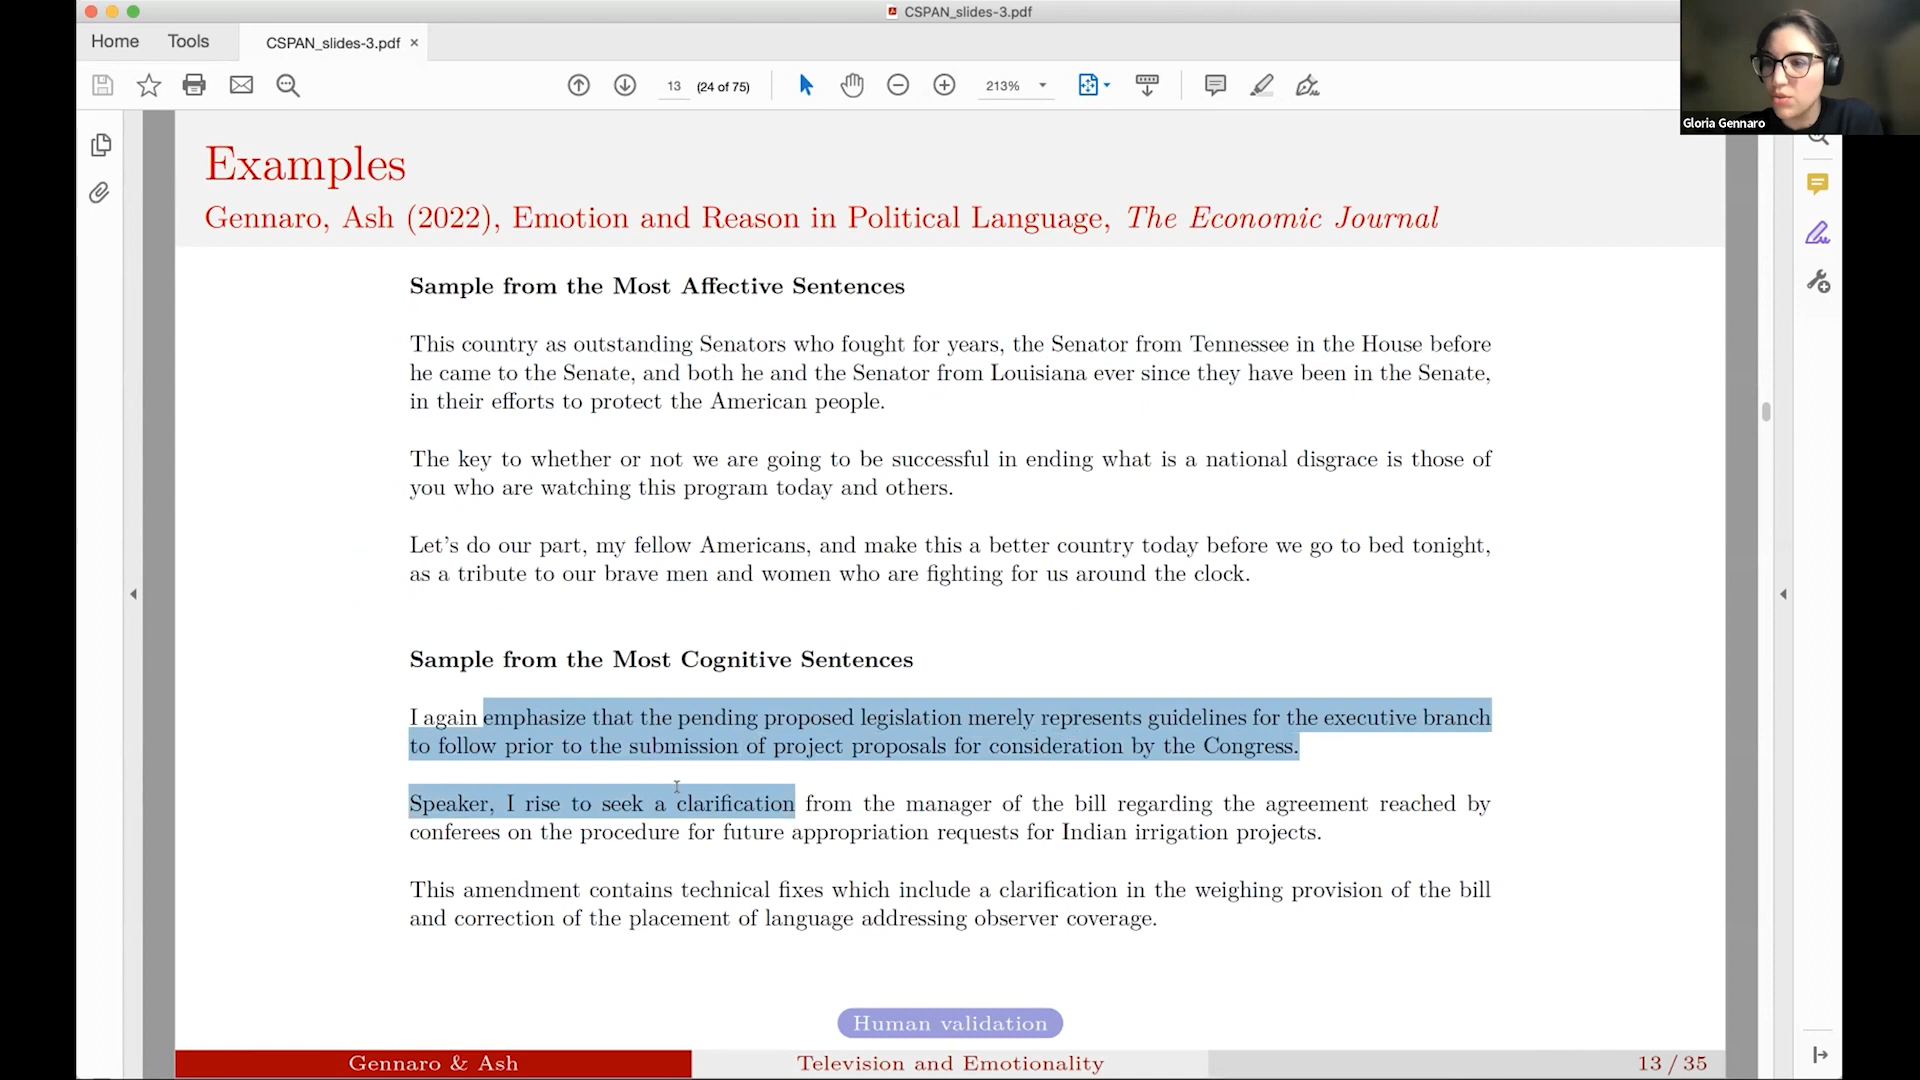 CSPAN_slides-3.pdf
Home
Tools
CSPAN_slides-3.pdf ×
13
(24 of 75)
213%
Gloria Gennaro
Examples
Gennaro, Ash (2022), Emotion and Reason in Political Language, The Economic Journal
Sample from the Most Affective Sentences
This country as outstanding Senators who fought for years, the Senator from Tennessee in the House before
he came to the Senate, and both he and the Senator from Louisiana ever since they have been in the Senate,
in their efforts to protect the American people.
The key to whether or not we are going to be successful in ending what is a national disgrace is those of
you who are watching this program today and others.
Let's do our part, my fellow Americans, and make this a better country today before we go to bed tonight,
as a tribute to our brave men and women who are fighting for us around the clock.
Sample from the Most Cognitive Sentences
I again emphasize that the pending proposed legislation merely represents guidelines for the executive branch
to follow prior to the submission of project proposals for consideration by the Congress.
Speaker, I rise to seek a clarification from the manager of the bill regarding the agreement reached by
conferees on the procedure for future appropriation requests for Indian irrigation projects.
This amendment contains technical fixes which include a clarification in the weighing provision of the bill
and correction of the placement of language addressing observer coverage.
Human validation
Gennaro & Ash
Television and Emotionality
13 / 35